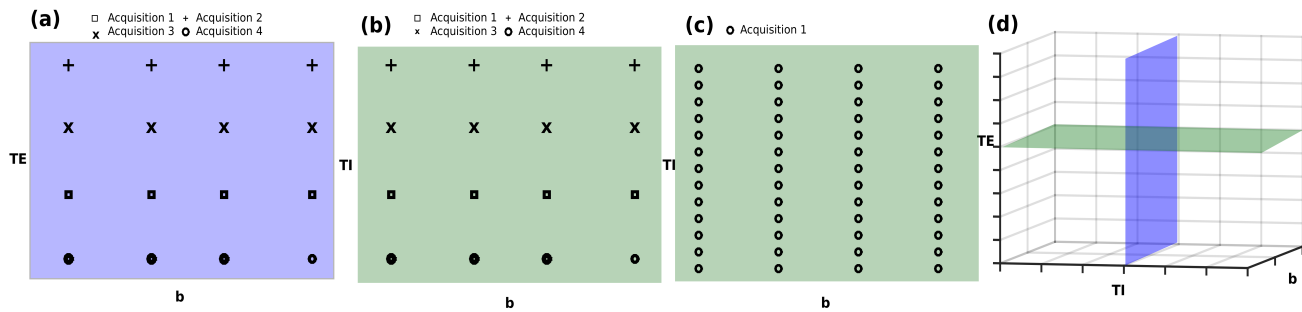 (a)
Acquisition 1 Acquisition 2
Acquisition 3 Acquisition 4
TE
b
(b)
Acquisition 1 Acquisition 2
Acquisition 3 Acquisition 4
TI
b
(c)
Acquisition 1
TI
b
(d)
TE
TI
b